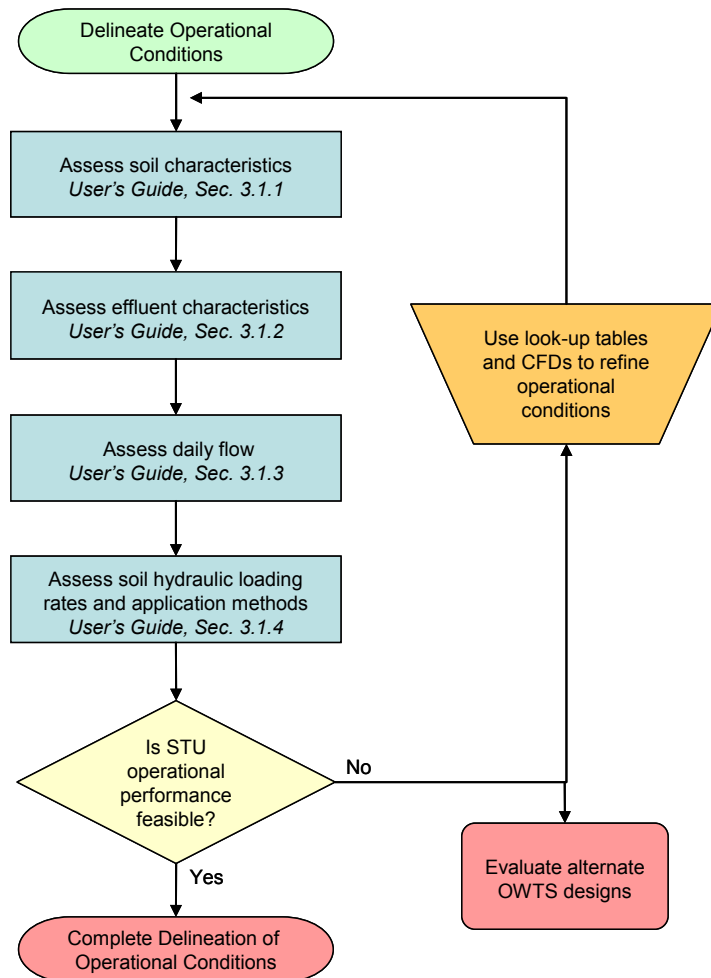 Delineate Operational
Conditions
Assess soil characteristics
User's Guide, Sec. 3.1.1
Assess effluent characteristics
User's Guide, Sec. 3.1.2
Use look-up tables
and CFDs to refine
operational
conditions
Assess daily flow
User's Guide, Sec. 3.1.3
Assess soil hydraulic loading
rates and application methods
User's Guide, Sec. 3.1.4
Is STU
operational
performance
feasible?
No
Yes
Evaluate alternate
OWTS designs
Complete Delineation of
Operational Conditions